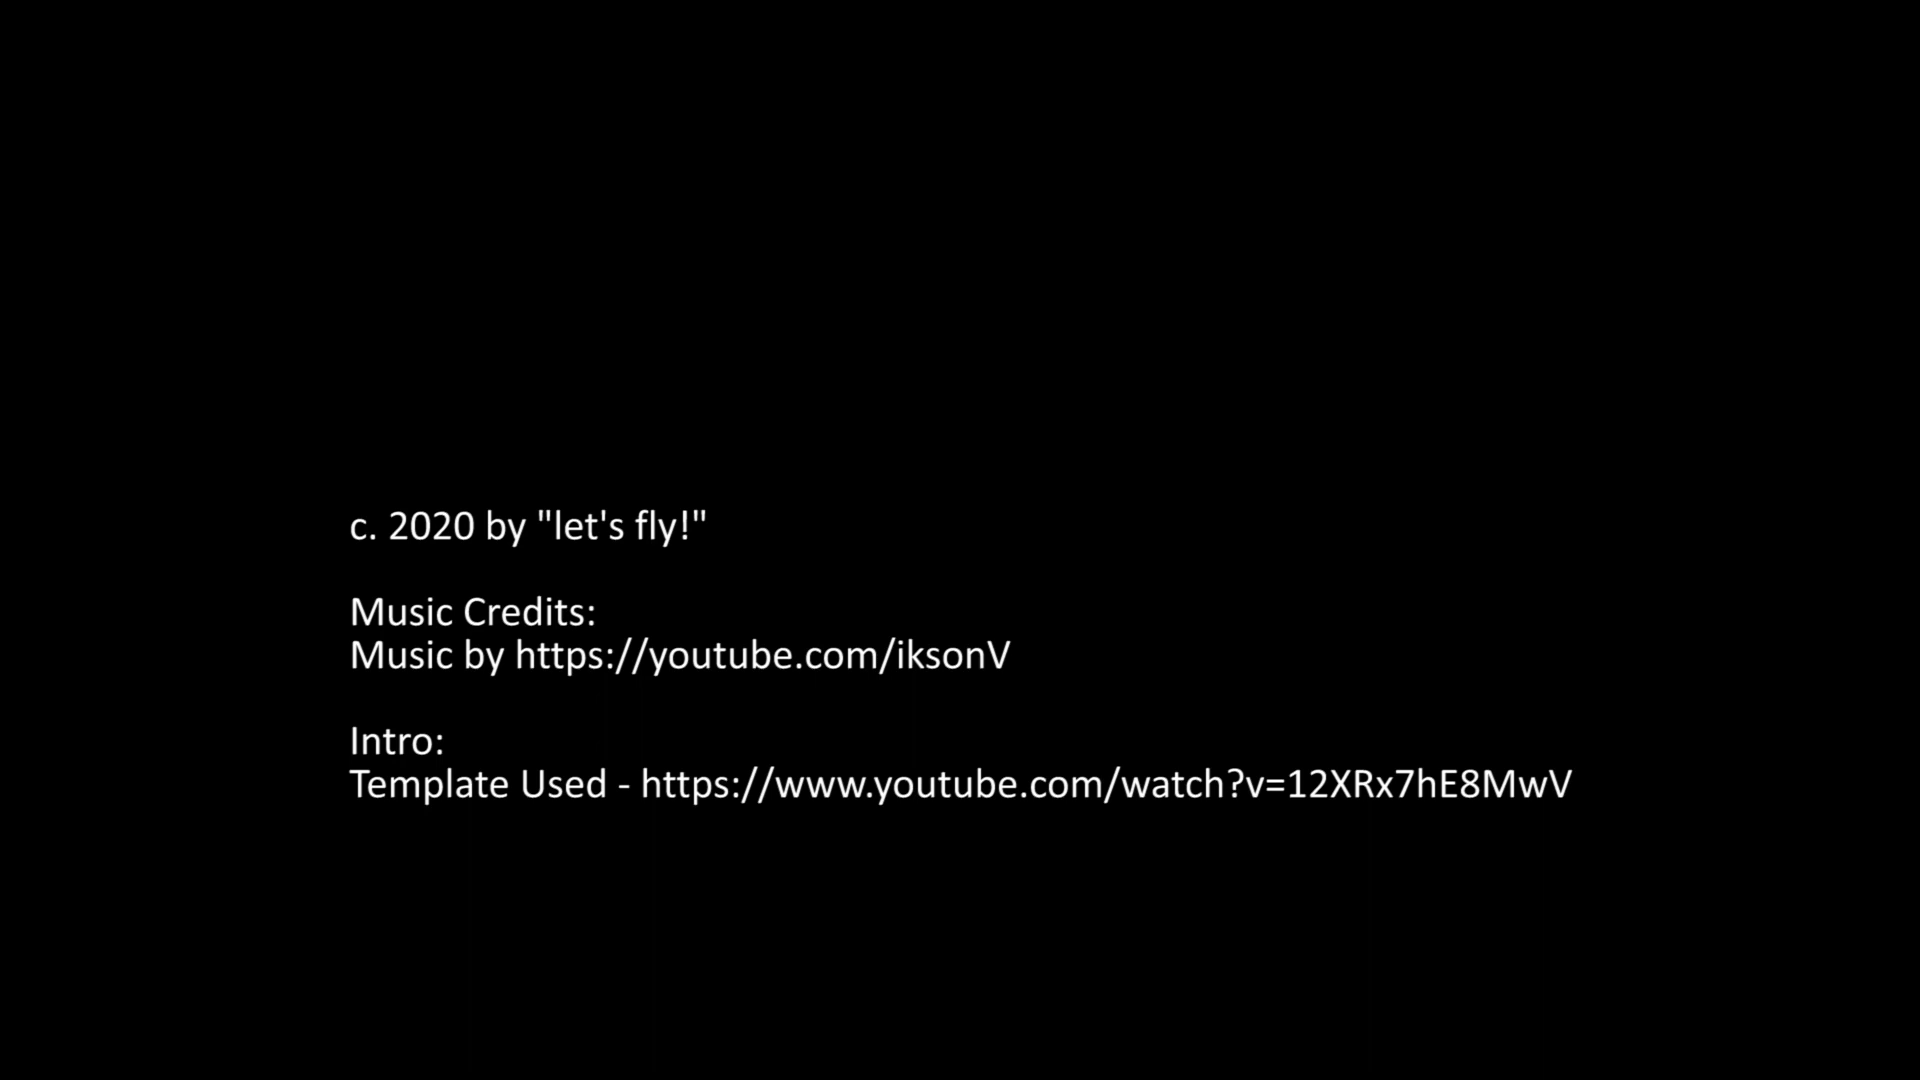 c. 2020 by "let's fly!"
Music Credits:
Music by https://youtube.com/iksonV
Intro:
Template Used - https://www.youtube.com/watch?v=12XRx7hE8MwV